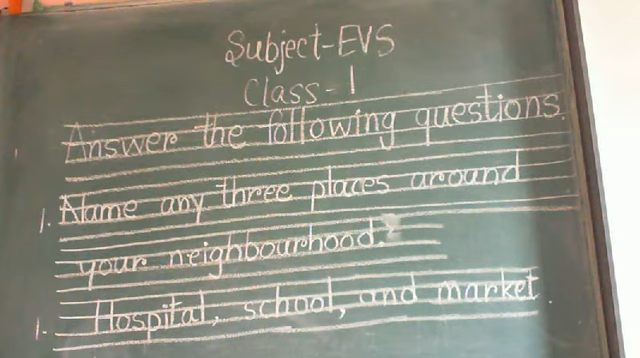 Subject-EVS
Class-1
Answer the following questions.
1. Name any three places around
your neighbourhood.
1. Hospital, school, and market.